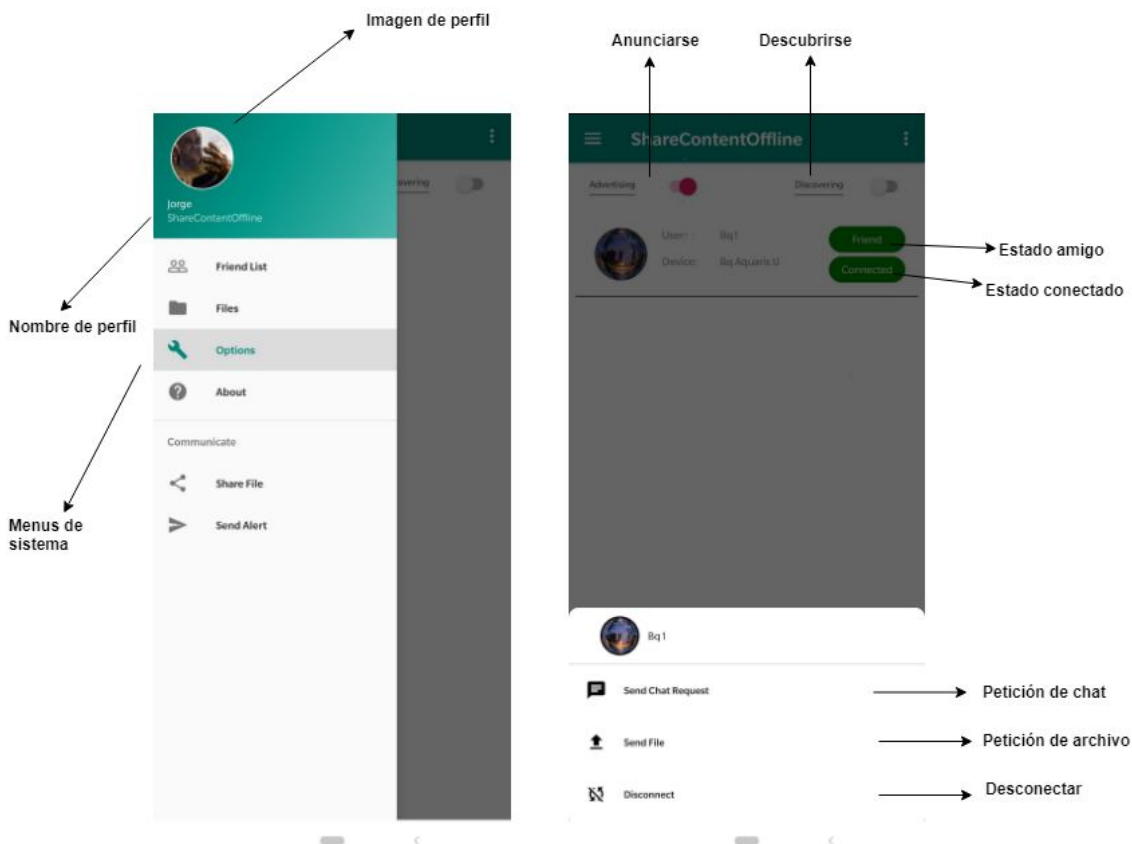 Imagen de perfil
Anunciarse
Descubrirse
Jorge
ShareContentOffline
overing
Friend List
Files
Options
About
Communicate
Share File
Send Alert
Nombre de perfil
Menus de
sistema
ShareContentOffline
Advertising
Discovering
User: :
Bq1
Friend
Device:
Bq Aquaris U
Connected
Estado amigo
Estado conectado
Bq1
Send Chat Request
Petición de chat
Send File
Petición de archivo
Disconnect
Desconectar